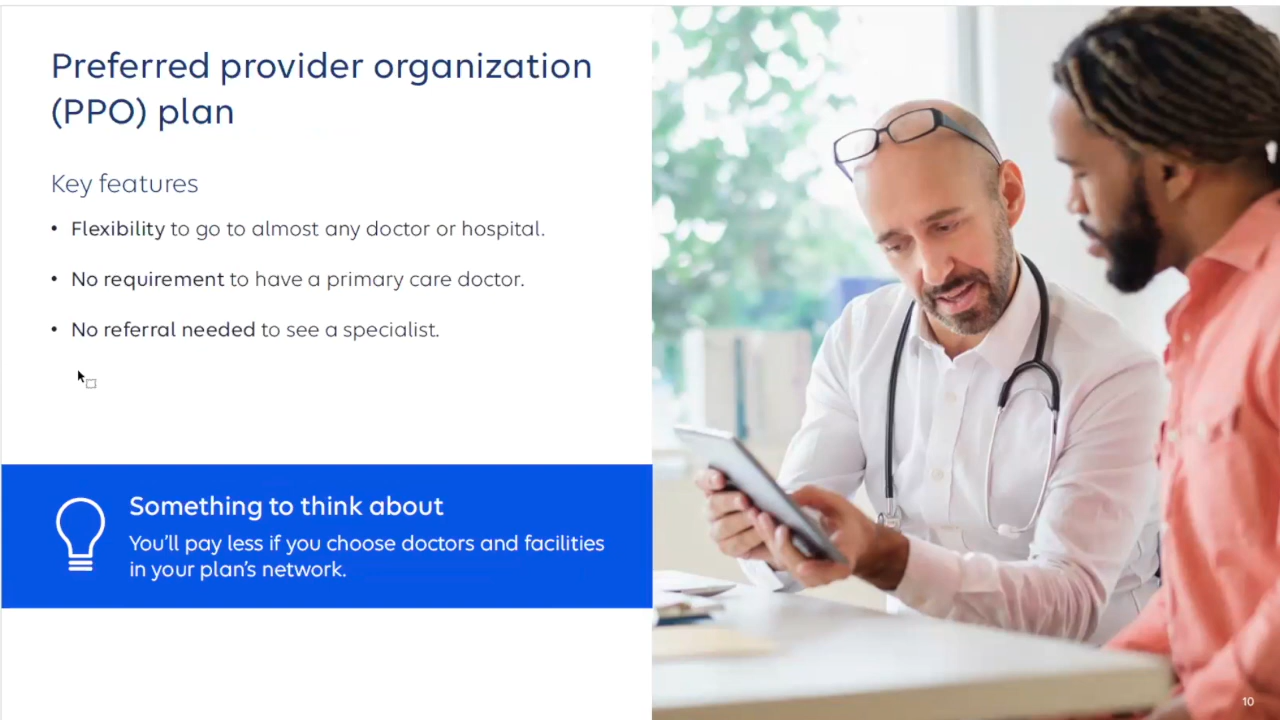 Preferred provider organization
(PPO) plan
Key features
• Flexibility to go to almost any doctor or hospital.
• No requirement to have a primary care doctor.
• No referral needed to see a specialist.
Something to think about
You'll pay less if you choose doctors and facilities
in your plan's network.
10